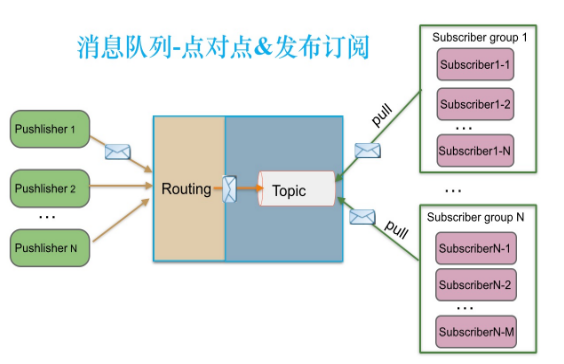 消息队列-点对点&发布订阅
Pushlisher 1
Pushlisher 2
...
Pushlisher N
Routing
Topic
pull
pull
Subscriber group 1
Subscriber1-1
Subscriber1-2
...
Subscriber1-N
...
Subscriber group N
SubscriberN-1
SubscriberN-2
...
SubscriberN-M